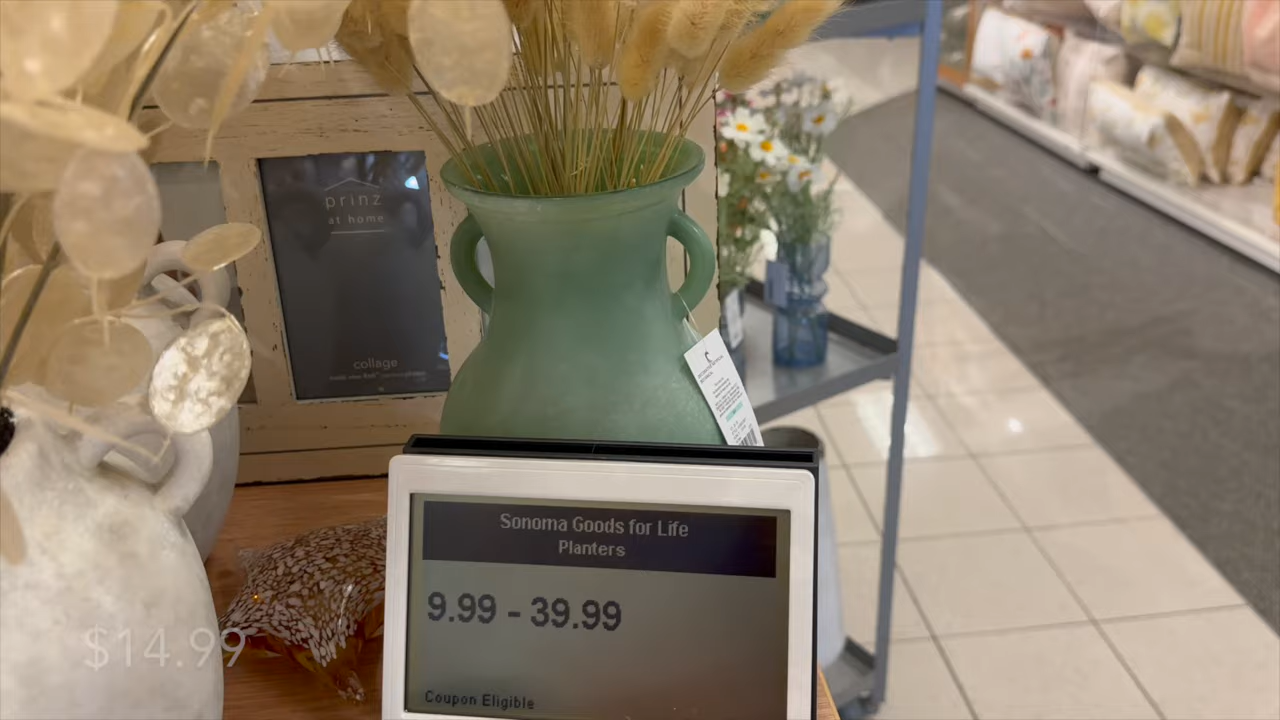 prinz
at home
collage
Sonoma Goods for Life
Planters
9.99 - 39.99
Coupon Eligible
$14.99